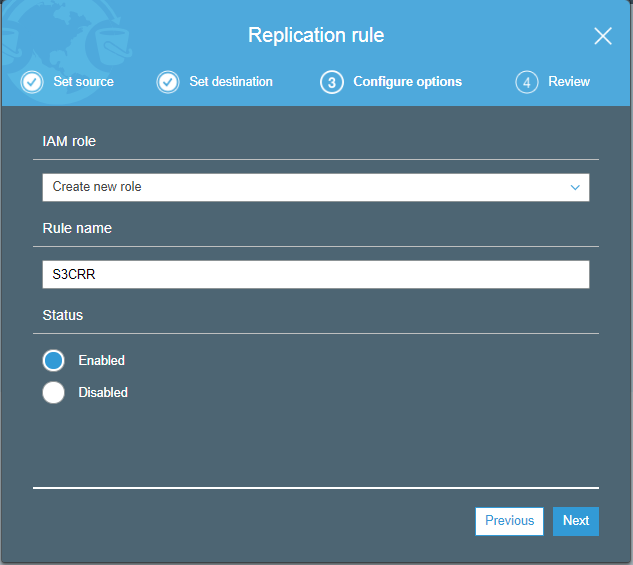 Replication rule
Set source
Set destination
3 Configure options
4 Review
IAM role
Create new role
Rule name
S3CRR
Status
Enabled
Disabled
Previous
Next